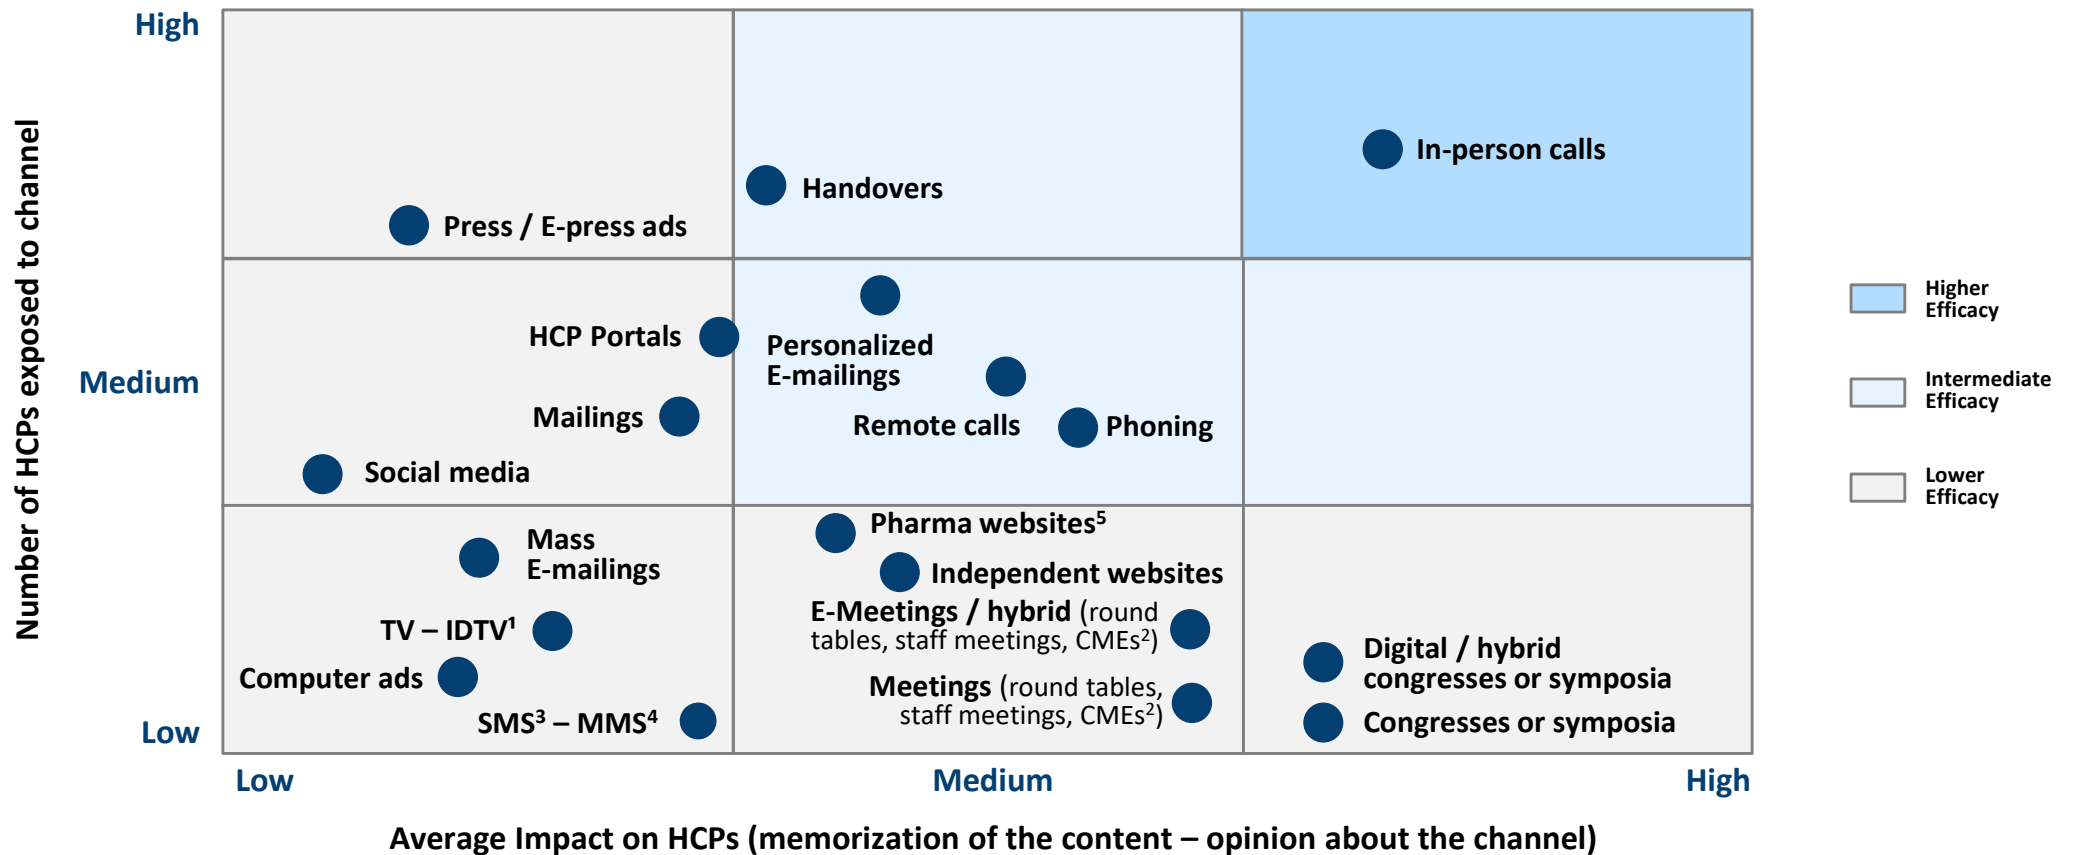 High
In-person calls
Handovers
Press / E-press ads
Number of HCPs exposed to channel
Higher
Efficacy
HCP Portals
Personalized
E-mailings
Medium
Intermediate
Efficacy
Mailings
Remote calls
Phoning
Social media
Lower
Efficacy
Pharma websites⁵
Mass
E-mailings
Independent websites
E-Meetings / hybrid (round
tables, staff meetings, CMEs²)
TV – IDTV¹
Digital / hybrid
congresses or symposia
Computer ads
Meetings (round tables,
staff meetings, CMEs²)
SMS³ – MMS⁴
Congresses or symposia
Low
Low
Medium
High
Average Impact on HCPs (memorization of the content – opinion about the channel)